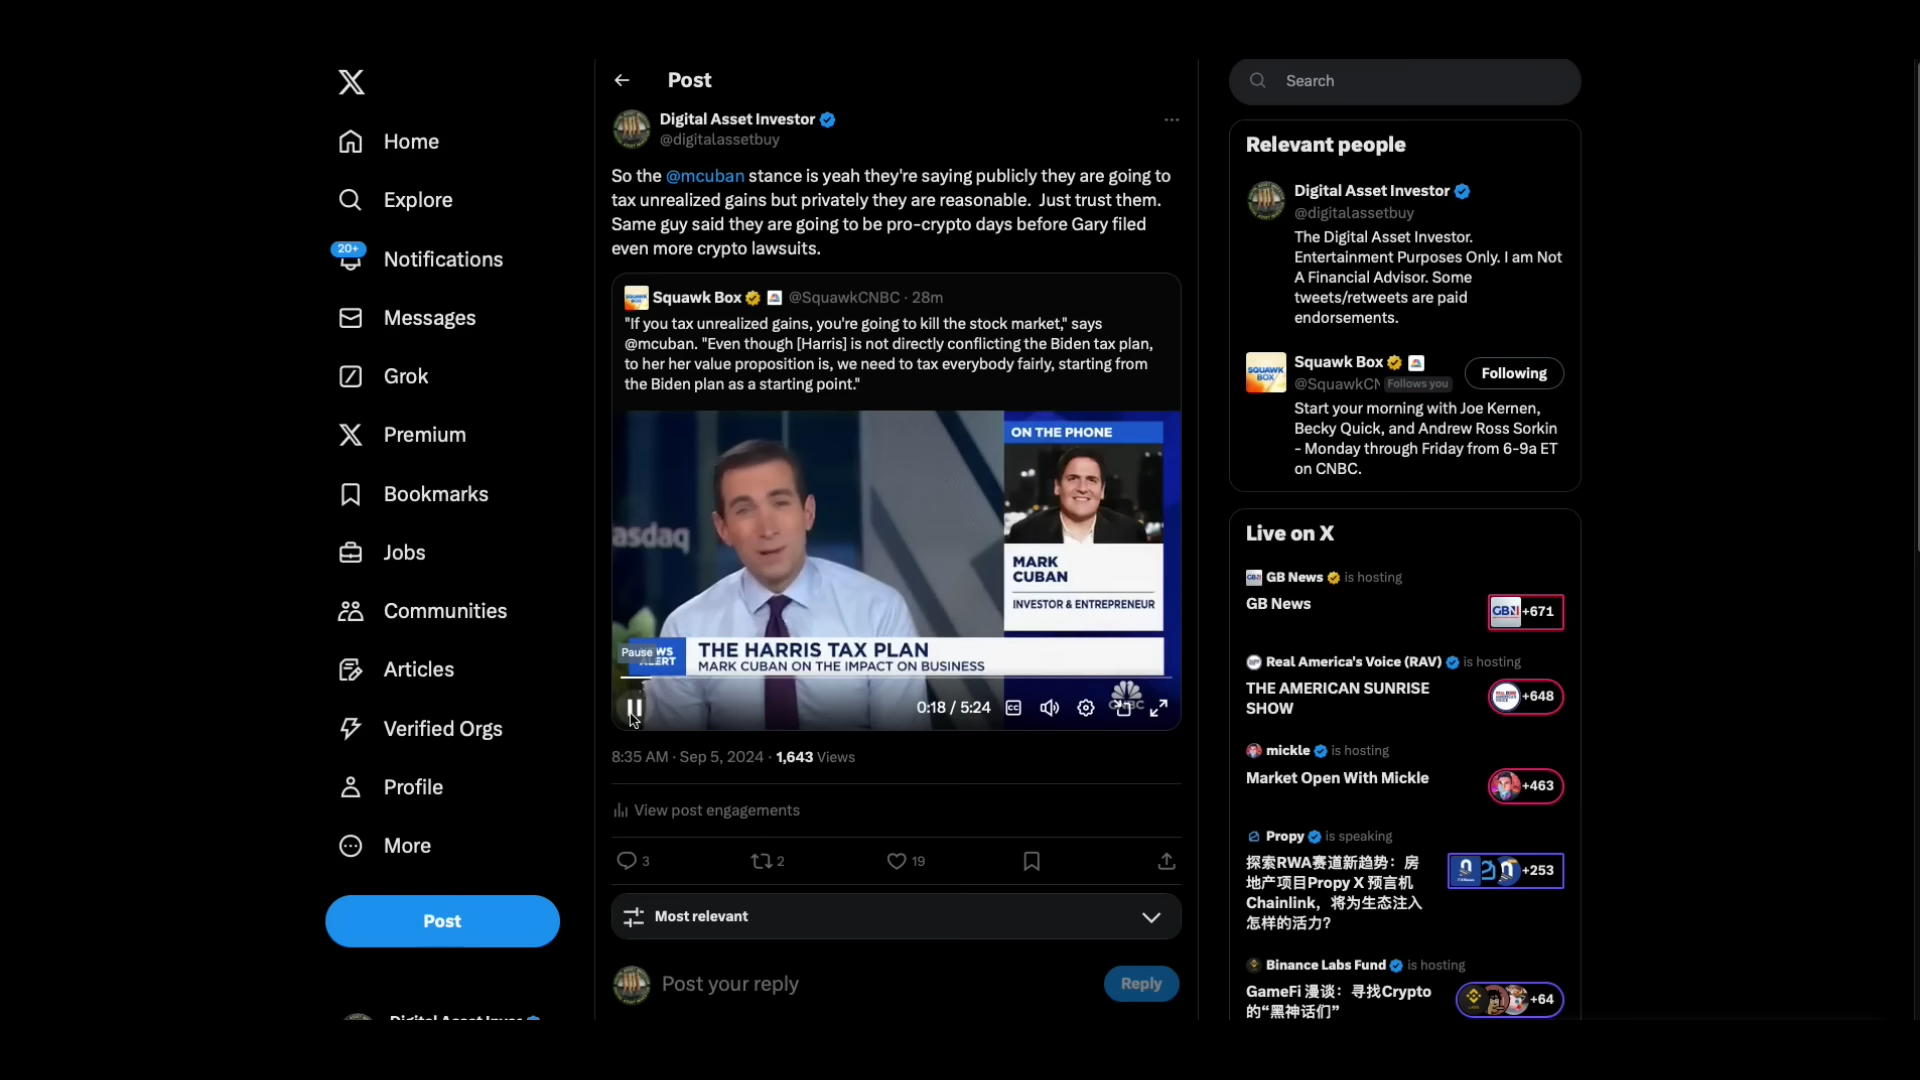 Home
Explore
20+
Notifications
Messages
Grok
Premium
Bookmarks
Jobs
Communities
Articles
Verified Orgs
Profile
More
Post
Post
Digital Asset Investor
@digitalassetbuy
So the @mcuban stance is yeah they're saying publicly they are going to
tax unrealized gains but privately they are reasonable. Just trust them.
Same guy said they are going to be pro-crypto days before Gary filed
even more crypto lawsuits.
Squawk Box @SquawkCNBC · 28m
"If you tax unrealized gains, you're going to kill the stock market," says
@mcuban. "Even though [Harris] is not directly conflicting the Biden tax plan,
to her her value proposition is, we need to tax everybody fairly, starting from
the Biden plan as a starting point."
asdaq
ON THE PHONE
MARK
CUBAN
INVESTOR & ENTREPRENEUR
Pause
WS
ALERT
THE HARRIS TAX PLAN
MARK CUBAN ON THE IMPACT ON BUSINESS
0:18 / 5:24
CNBC
8:35 AM · Sep 5, 2024 · 1,643 Views
View post engagements
3
2
19
Most relevant
Post your reply
Reply
Search
Relevant people
Digital Asset Investor
@digitalassetbuy
The Digital Asset Investor.
Entertainment Purposes Only. I am Not
A Financial Advisor. Some
tweets/retweets are paid
endorsements.
SQUAWK
BOX
Squawk Box
@SquawkCN Follows you
Following
Start your morning with Joe Kernen,
Becky Quick, and Andrew Ross Sorkin
- Monday through Friday from 6-9a ET
on CNBC.
Live on X
GB News is hosting
GB News
GBN +671
Real America's Voice (RAV) is hosting
THE AMERICAN SUNRISE
SHOW
+648
mickle is hosting
Market Open With Mickle
+463
Propy is speaking
探索RWA赛道新趋势：房
地产项目Propy X 预言机
Chainlink，将为生态注入
怎样的活力？
+253
Binance Labs Fund is hosting
GameFi 漫谈：寻找Crypto
的“黑神话们”
+64